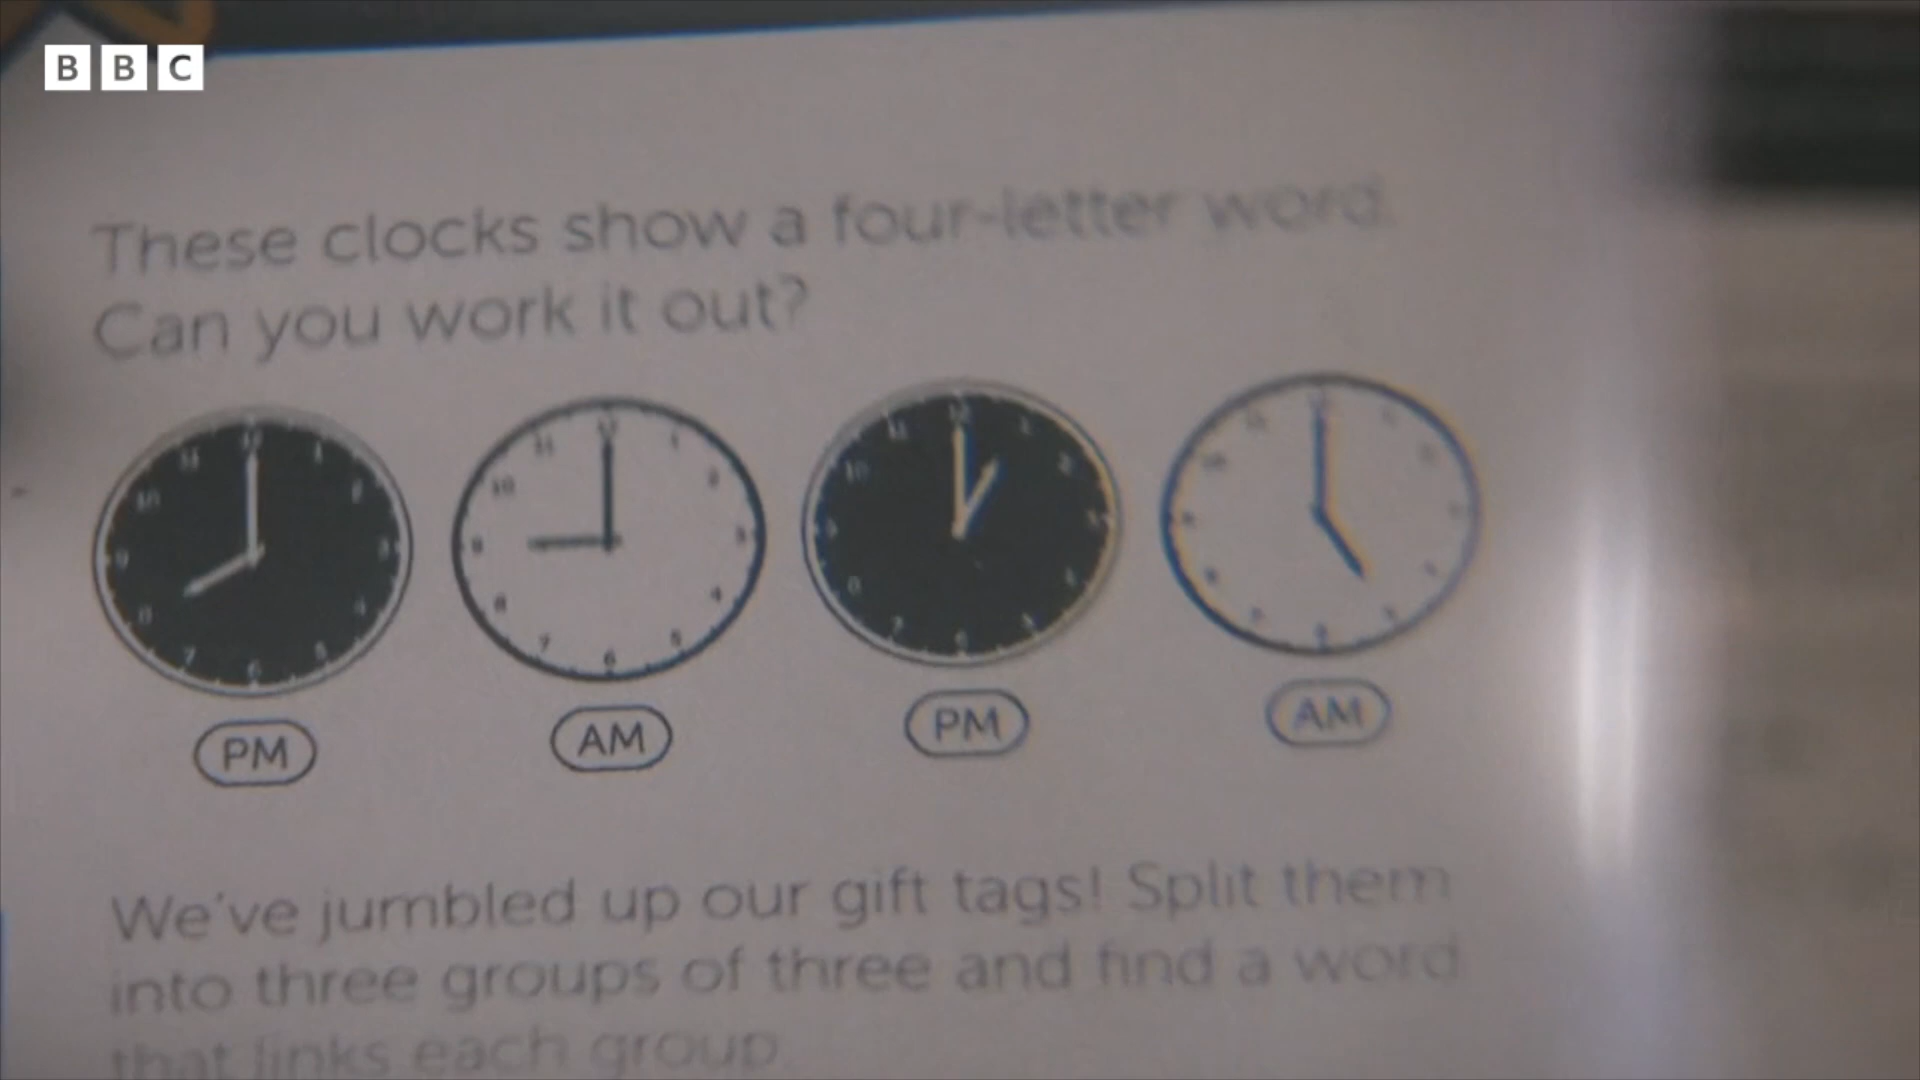 BBC
These clocks show a four-letter word.
Can you work it out?
PM
AM
PM
AM
We've jumbled up our gift tags! Split them
into three groups of three and find a word
that links each group.